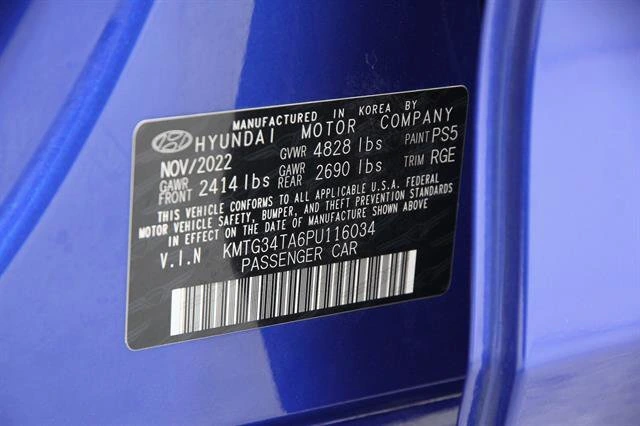 MANUFACTURED IN KOREA BY
HYUNDAI MOTOR COMPANY
NOV/2022 GVWR 4828 lbs PAINT PS5
GAWR FRONT 2414 lbs GAWR REAR 2690 lbs TRIM RGE
THIS VEHICLE CONFORMS TO ALL APPLICABLE U.S.A. FEDERAL
MOTOR VEHICLE SAFETY, BUMPER, AND THEFT PREVENTION STANDARDS
IN EFFECT ON THE DATE OF MANUFACTURE SHOWN ABOVE.
V.I.N KMTG34TA6PU116034
PASSENGER CAR